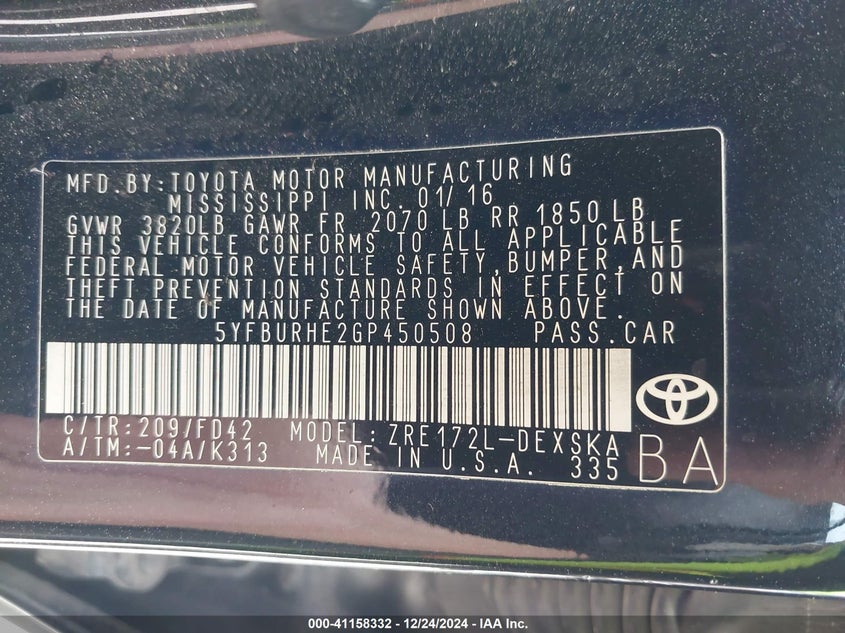 MFD.BY:TOYOTA MOTOR MANUFACTURING
MISSISSIPPI INC. 01/16
GVWR 3820LB GAWR FR 2070 LB RR 1850 LB
THIS VEHICLE CONFORMS TO ALL APPLICABLE
FEDERAL MOTOR VEHICLE SAFETY,BUMPER,AND
THEFT PREVENTION STANDARDS IN EFFECT ON
THE DATE OF MANUFACTURE SHOWN ABOVE.
5YFBURHE2GP450508 PASS.CAR
C/TR:209/FD42 MODEL:ZRE172L-DEXSKA
A/TM:-04A/K313 MADE IN U.S.A. 335
BA
000-41158332 - 12/24/2024 - IAA Inc.